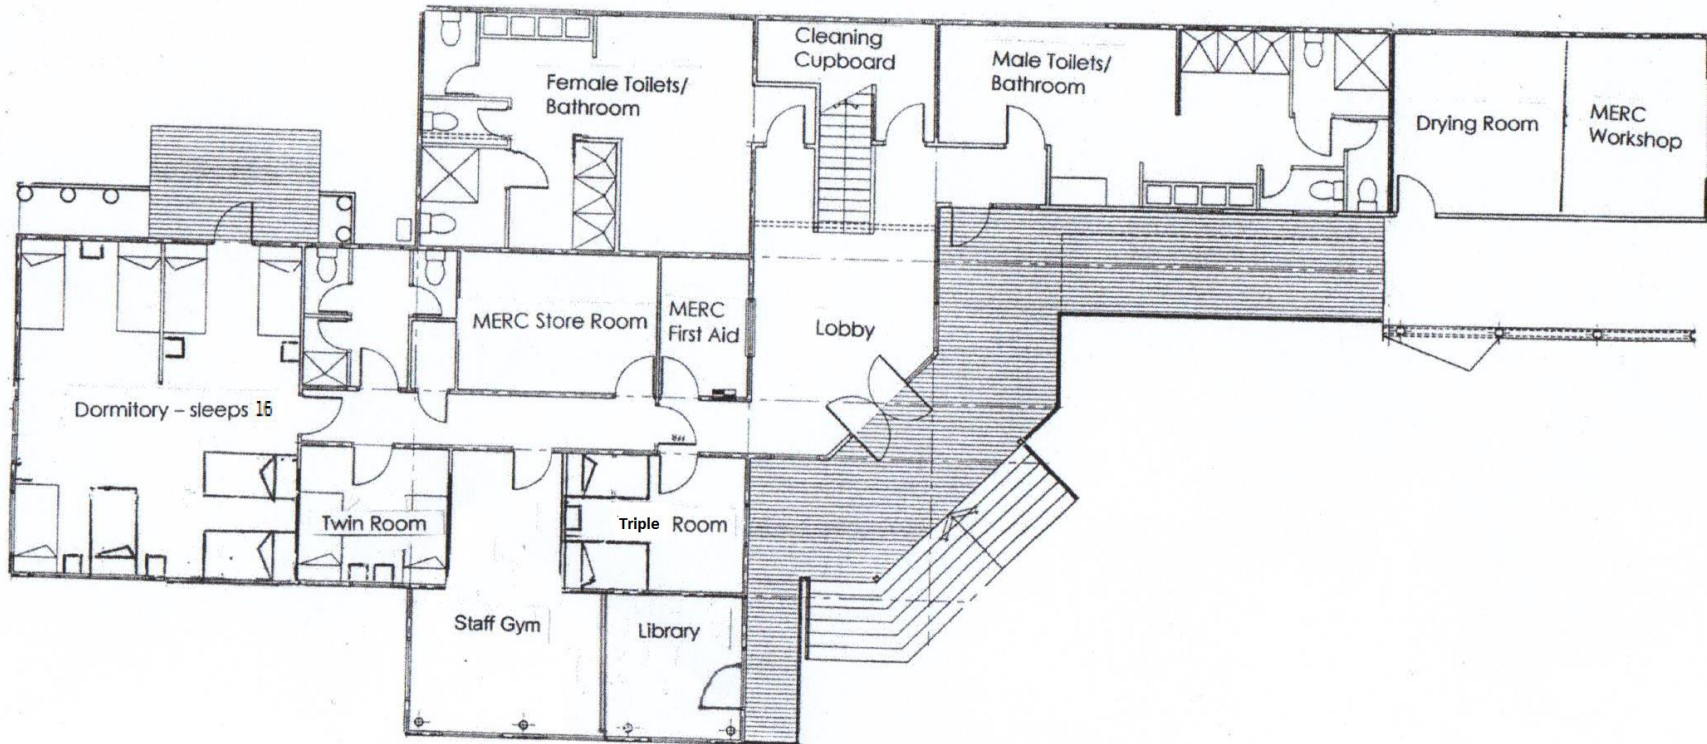 Cleaning
Cupboard
Female Toilets/
Bathroom
Male Toilets/
Bathroom
Drying Room
MERC
Workshop
MERC Store Room
MERC
First Aid
Lobby
Dormitory – sleeps 16
Twin Room
Triple Room
Staff Gym
Library